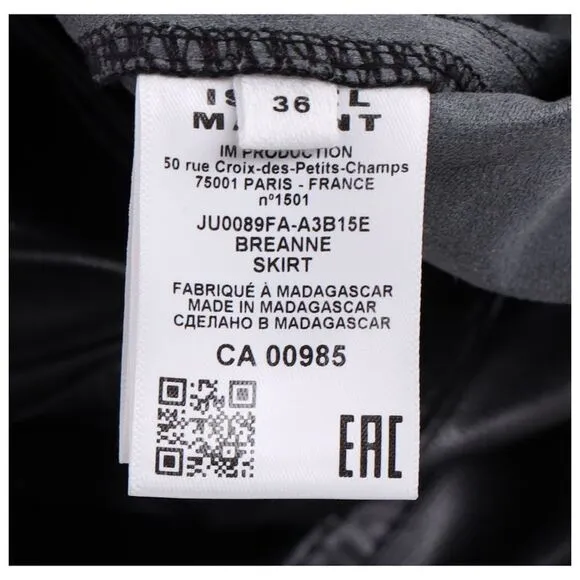 36
IM PRODUCTION
50 rue Croix-des-Petits-Champs
75001 PARIS - FRANCE
n°1501
JU0089FA-A3B15E
BREANNE
SKIRT
FABRIQUÉ À MADAGASCAR
MADE IN MADAGASCAR
СДЕЛАНО В MADAGASCAR
CA 00985
EAC